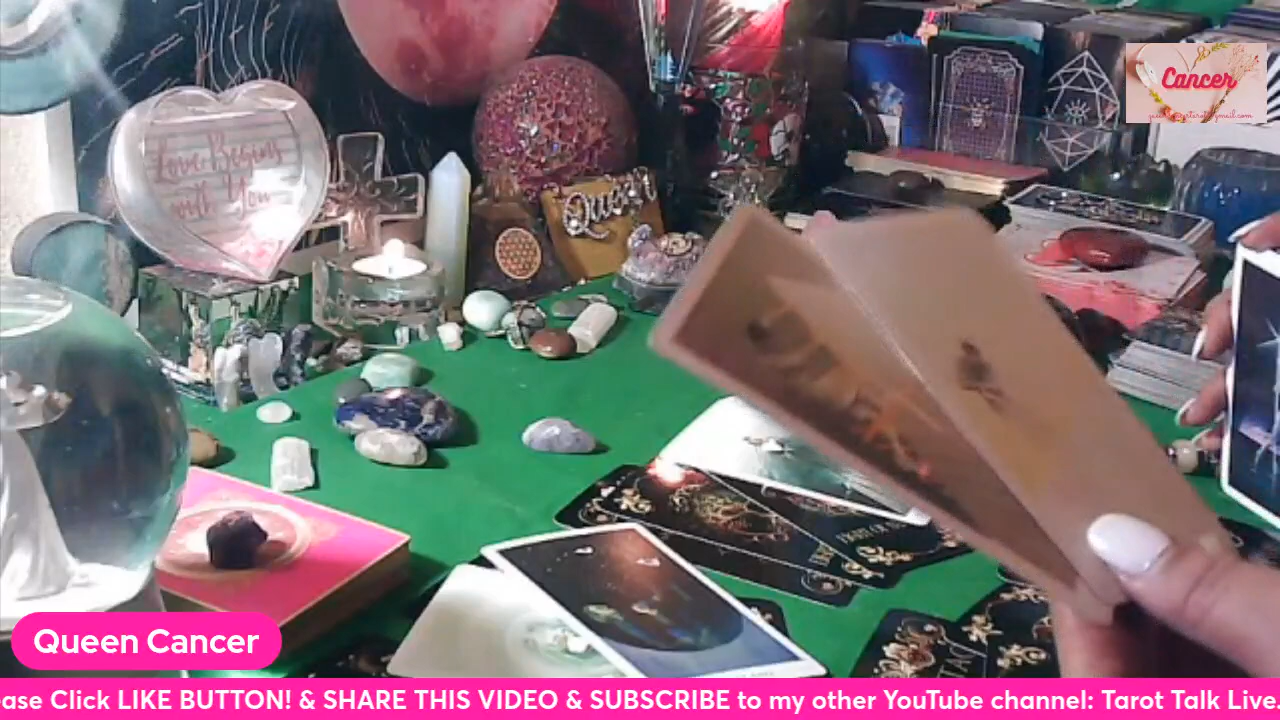 Cancer
Love Begins
with You
Queen
Queen Cancer
ease Click LIKE BUTTON! & SHARE THIS VIDEO & SUBSCRIBE to my other YouTube channel: Tarot Talk Live.